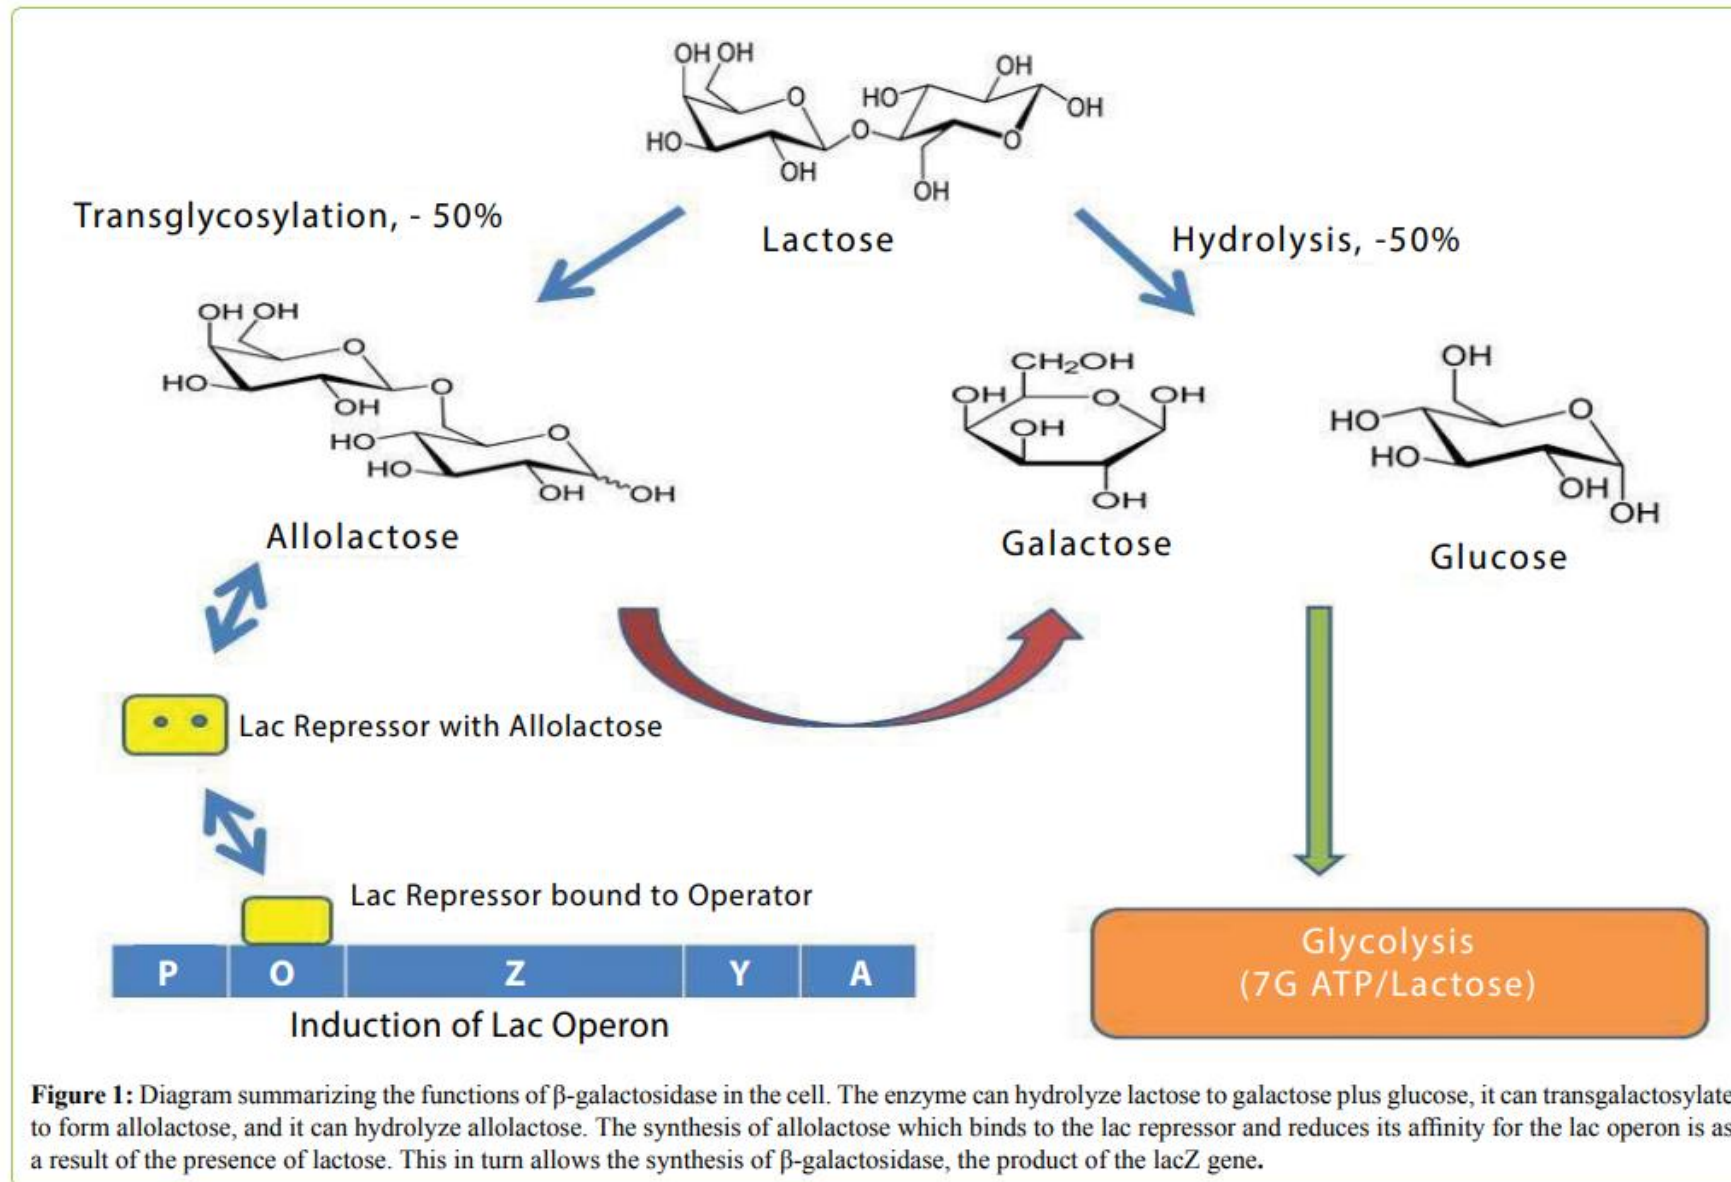 OH OH
O
HO
OH
O
HO
OH
OH
O
OH
Lactose
Transglycosylation, - 50%
Hydrolysis, -50%
OH OH
O
HO
OH
O
HO
HO
O
OH
OH
Allolactose
CH₂OH
OH
O
OH
OH
OH
Galactose
OH
HO
O
HO
OH
OH
Glucose
Lac Repressor with Allolactose
Lac Repressor bound to Operator
P O Z Y A
Induction of Lac Operon
Glycolysis
(7G ATP/Lactose)
Figure 1: Diagram summarizing the functions of β-galactosidase in the cell. The enzyme can hydrolyze lactose to galactose plus glucose, it can transgalactosylate
to form allolactose, and it can hydrolyze allolactose. The synthesis of allolactose which binds to the lac repressor and reduces its affinity for the lac operon is as
a result of the presence of lactose. This in turn allows the synthesis of β-galactosidase, the product of the lacZ gene.